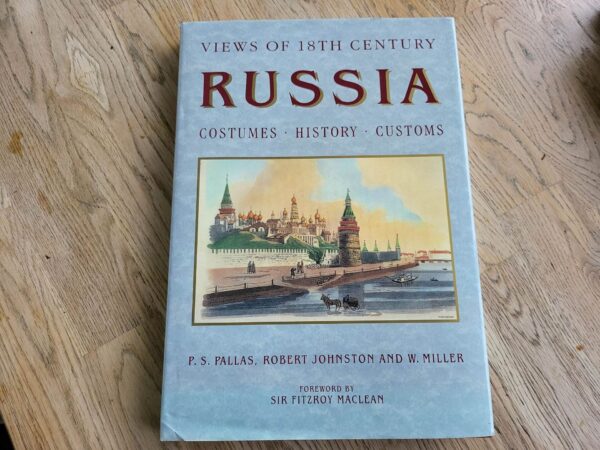 VIEWS OF 18TH CENTURY
RUSSIA
COSTUMES · HISTORY · CUSTOMS
P. S. PALLAS, ROBERT JOHNSTON AND W. MILLER
FOREWORD BY
SIR FITZROY MACLEAN